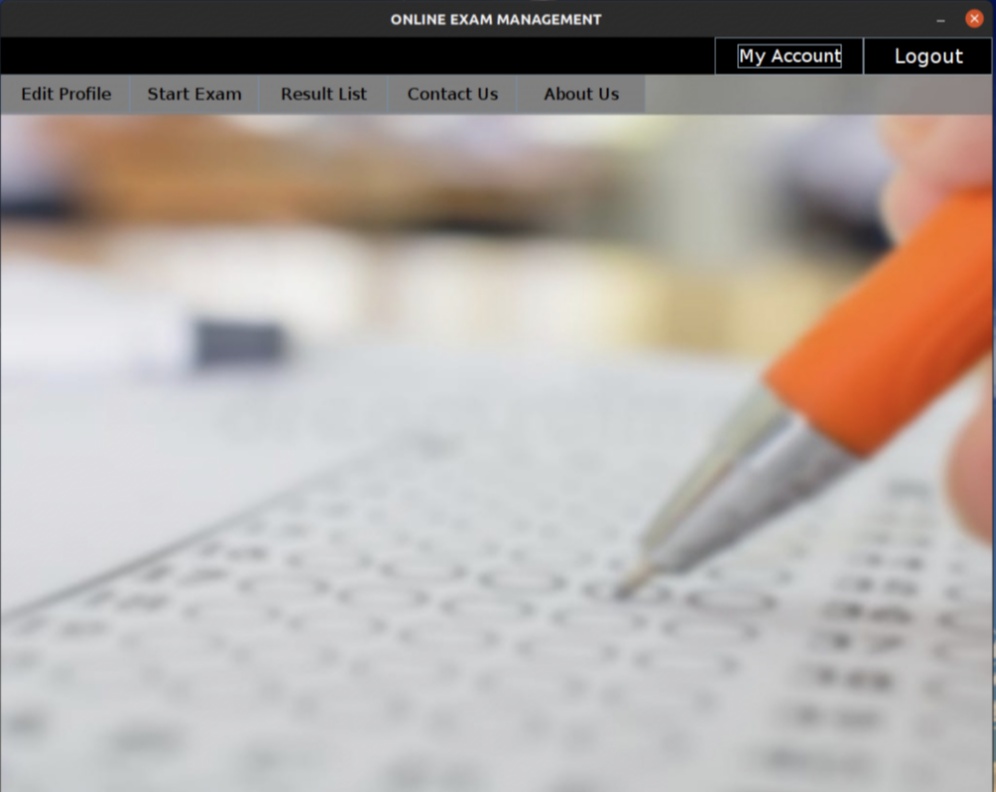 ONLINE EXAM MANAGEMENT
My Account Logout
Edit Profile Start Exam Result List Contact Us About Us